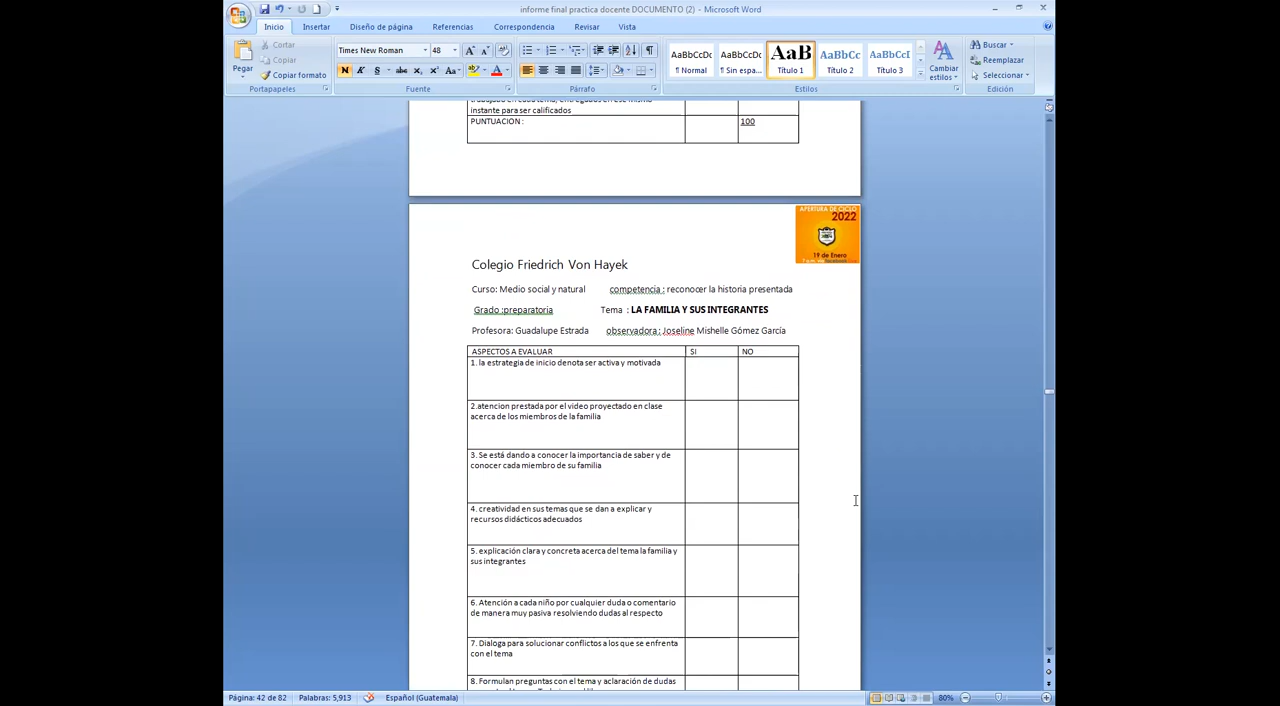 informe final practica docente DOCUMENTO (2) - Microsoft Word
Inicio Insertar Diseño de página Referencias Correspondencia Revisar Vista
Pegar
Cortar
Copiar
Copiar formato
Portapapeles
Times New Roman 48
Fuente
Párrafo
AaBbCcDc AaBbCcDc AaB AaBbCc AaBbCcI
¶ Normal ¶ Sin espa... Título 1 Título 2 Título 3
Cambiar estilos
Estilos
Buscar
Reemplazar
Seleccionar
Edición
instante para ser calificados
PUNTUACION : 100
APERTURA DE CICLO
2022
19 de Enero
Colegio Friedrich Von Hayek
Curso: Medio social y natural competencia : reconocer la historia presentada
Grado :preparatoria Tema : LA FAMILIA Y SUS INTEGRANTES
Profesora: Guadalupe Estrada observadora : Joseline Mishelle Gómez García
ASPECTOS A EVALUAR SI NO
1. la estrategia de inicio denota ser activa y motivada
2.atencion prestada por el video proyectado en clase
acerca de los miembros de la familia
3. Se está dando a conocer la importancia de saber y de
conocer cada miembro de su familia
4. creatividad en sus temas que se dan a explicar y
recursos didácticos adecuados
5. explicación clara y concreta acerca del tema la familia y
sus integrantes
6. Atención a cada niño por cualquier duda o comentario
de manera muy pasiva resolviendo dudas al respecto
7. Dialoga para solucionar conflictos a los que se enfrenta
con el tema
8. Formulan preguntas con el tema y aclaración de dudas
Página: 42 de 82 Palabras: 5,913 Español (Guatemala) 80%